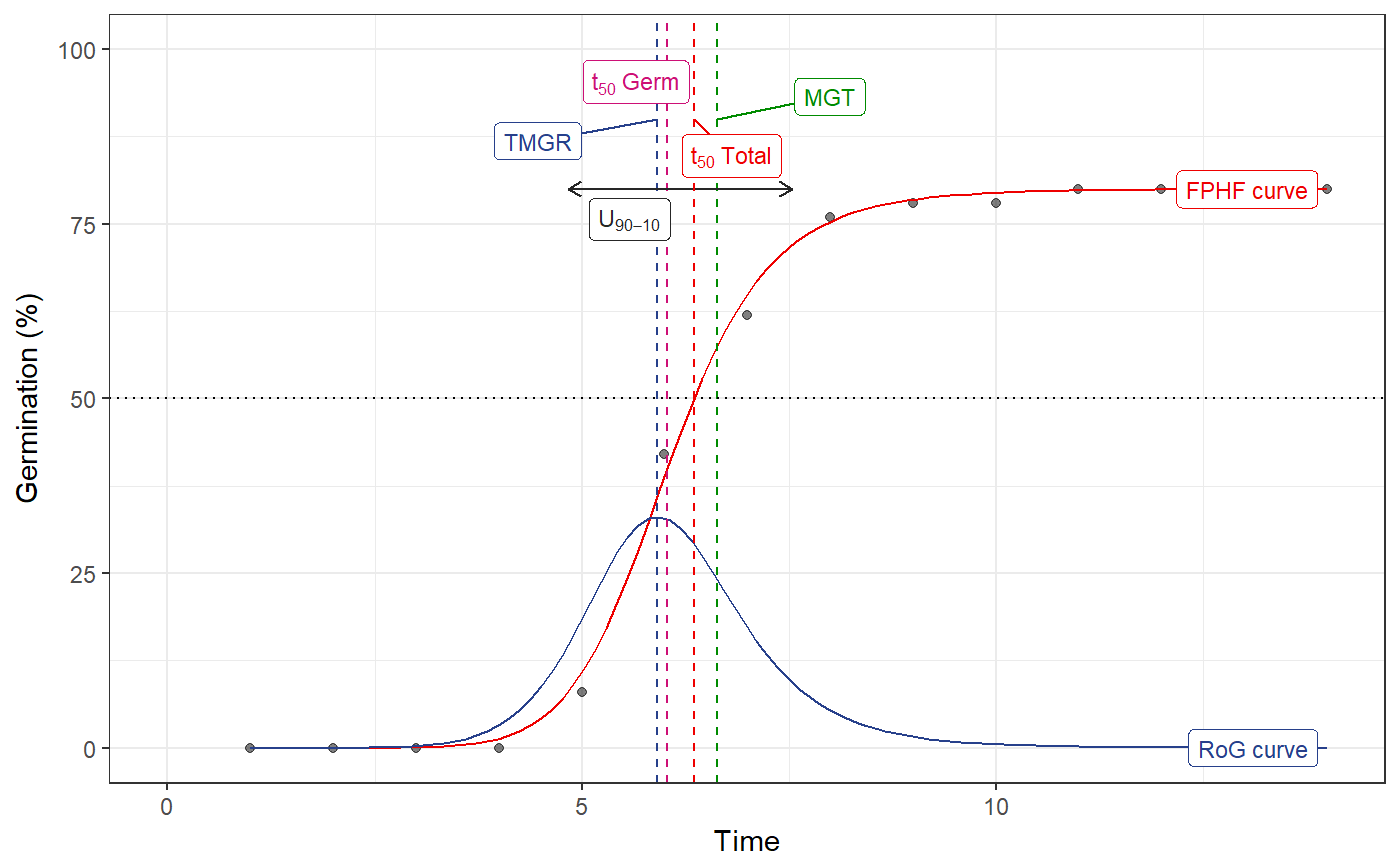 100
t₅₀ Germ
MGT
TMGR
t₅₀ Total
FPHF curve
U₉₀₋₁₀
75
Germination (%)
50
25
RoG curve
0
0 5 10
Time